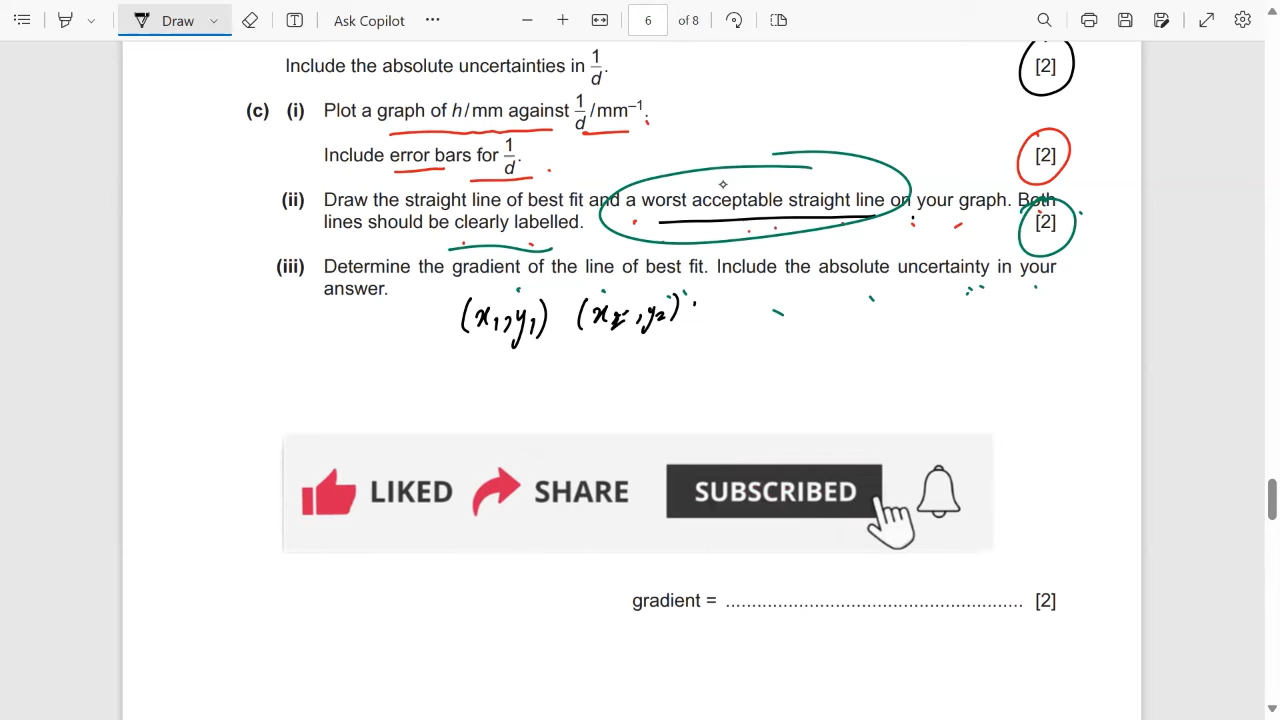 Draw
Ask Copilot
6 of 8
Include the absolute uncertainties in 1/d. [2]
(c) (i) Plot a graph of h/mm against 1/d /mm⁻¹.
Include error bars for 1/d. [2]
(ii) Draw the straight line of best fit and a worst acceptable straight line on your graph. Both
lines should be clearly labelled. [2]
(iii) Determine the gradient of the line of best fit. Include the absolute uncertainty in your
answer.
(x₁, y₁) (x₂, y₂)
LIKED SHARE SUBSCRIBED
gradient = ......................................................... [2]